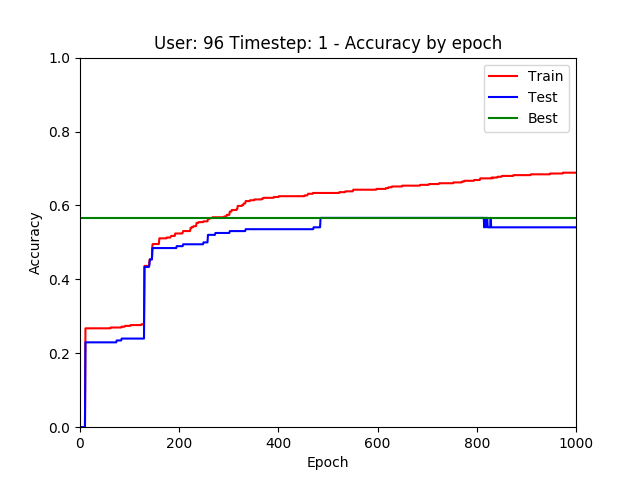 User: 96 Timestep: 1 - Accuracy by epoch
Accuracy
1.0
0.8
0.6
0.4
0.2
0.0
Train
Test
Best
0 200 400 600 800 1000
Epoch